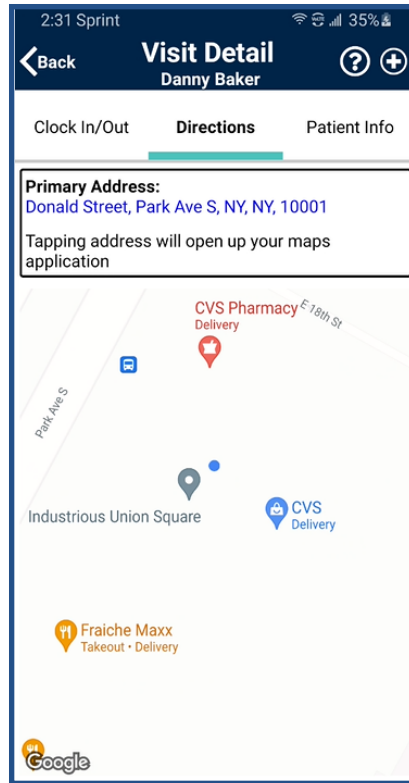 2:31 Sprint 35%
Back
Visit Detail
Danny Baker
Clock In/Out Directions Patient Info
Primary Address:
Donald Street, Park Ave S, NY, NY, 10001
Tapping address will open up your maps
application
CVS Pharmacy
Delivery
E 18th St
Park Ave S
Industrious Union Square
CVS
Delivery
Fraiche Maxx
Takeout • Delivery
Google